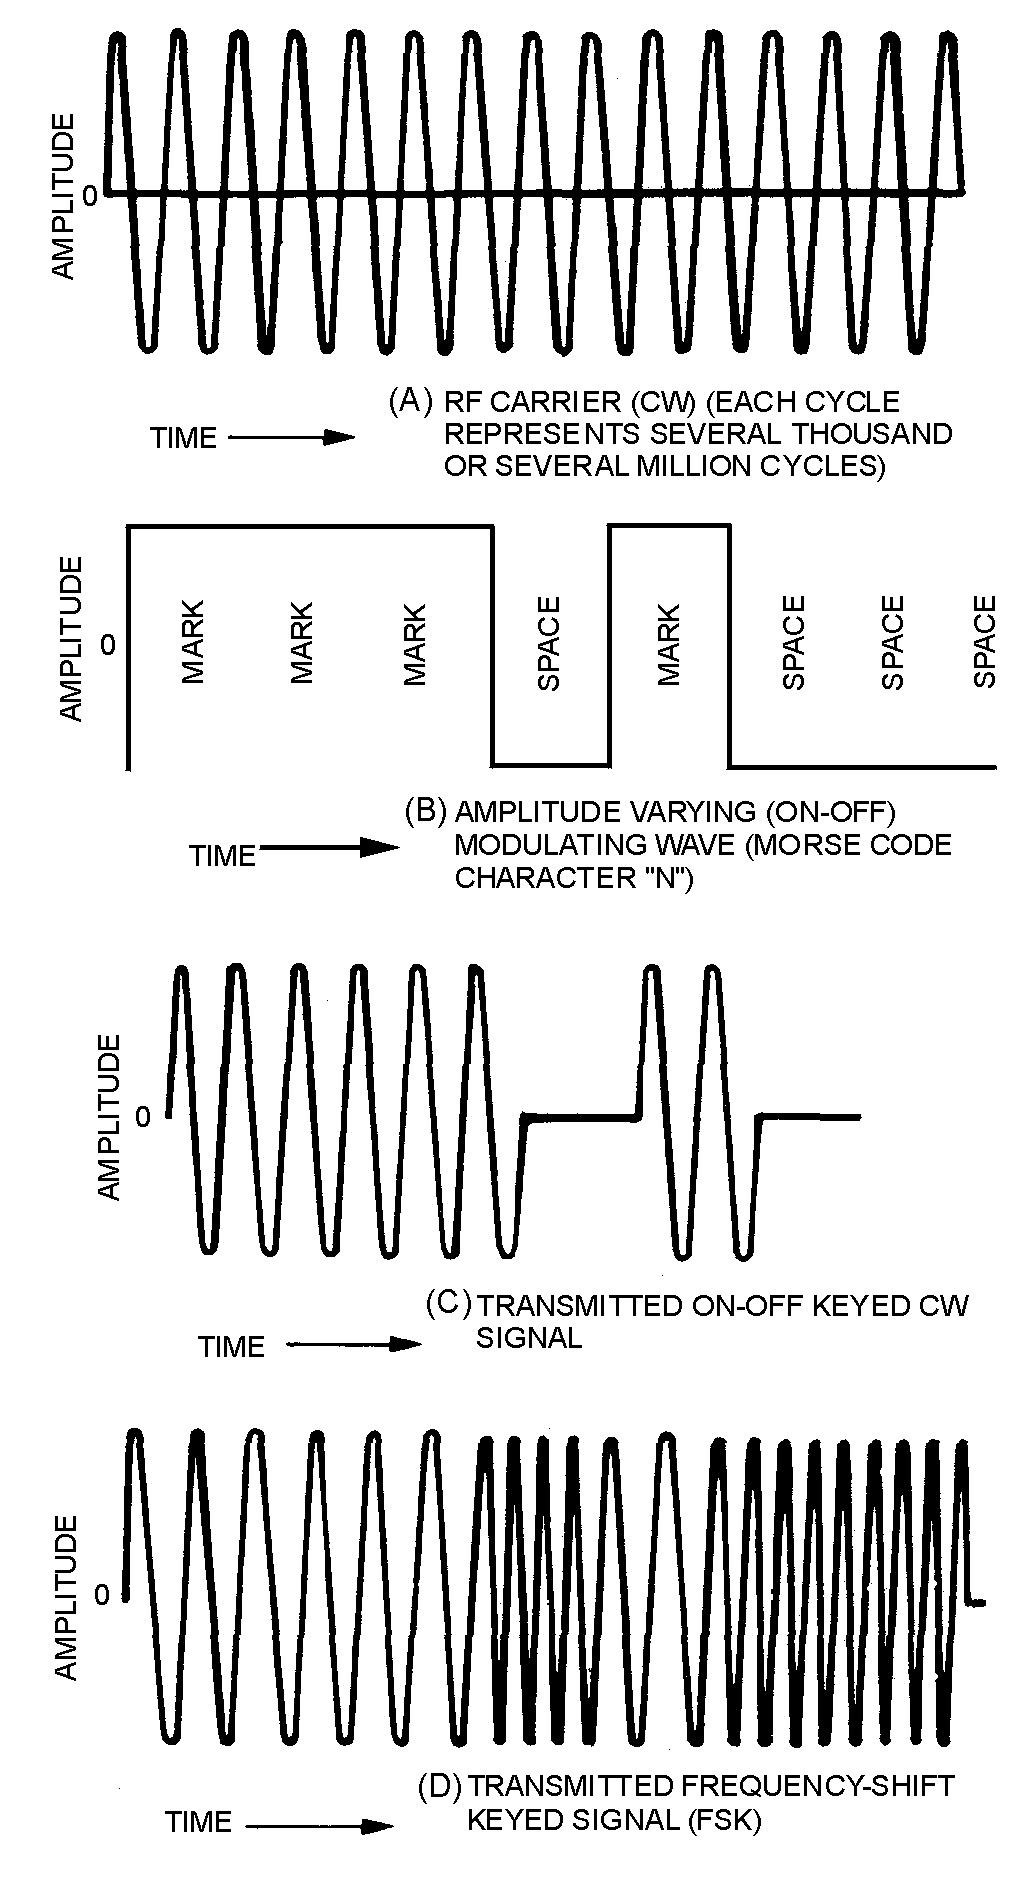 AMPLITUDE
0
(A) RF CARRIER (CW) (EACH CYCLE
REPRESENTS SEVERAL THOUSAND
OR SEVERAL MILLION CYCLES)
TIME
AMPLITUDE
0
MARK
MARK
MARK
SPACE
MARK
SPACE
SPACE
SPACE
(B) AMPLITUDE VARYING (ON-OFF)
MODULATING WAVE (MORSE CODE
CHARACTER "N")
TIME
AMPLITUDE
0
(C) TRANSMITTED ON-OFF KEYED CW
SIGNAL
TIME
AMPLITUDE
0
(D) TRANSMITTED FREQUENCY-SHIFT
KEYED SIGNAL (FSK)
TIME